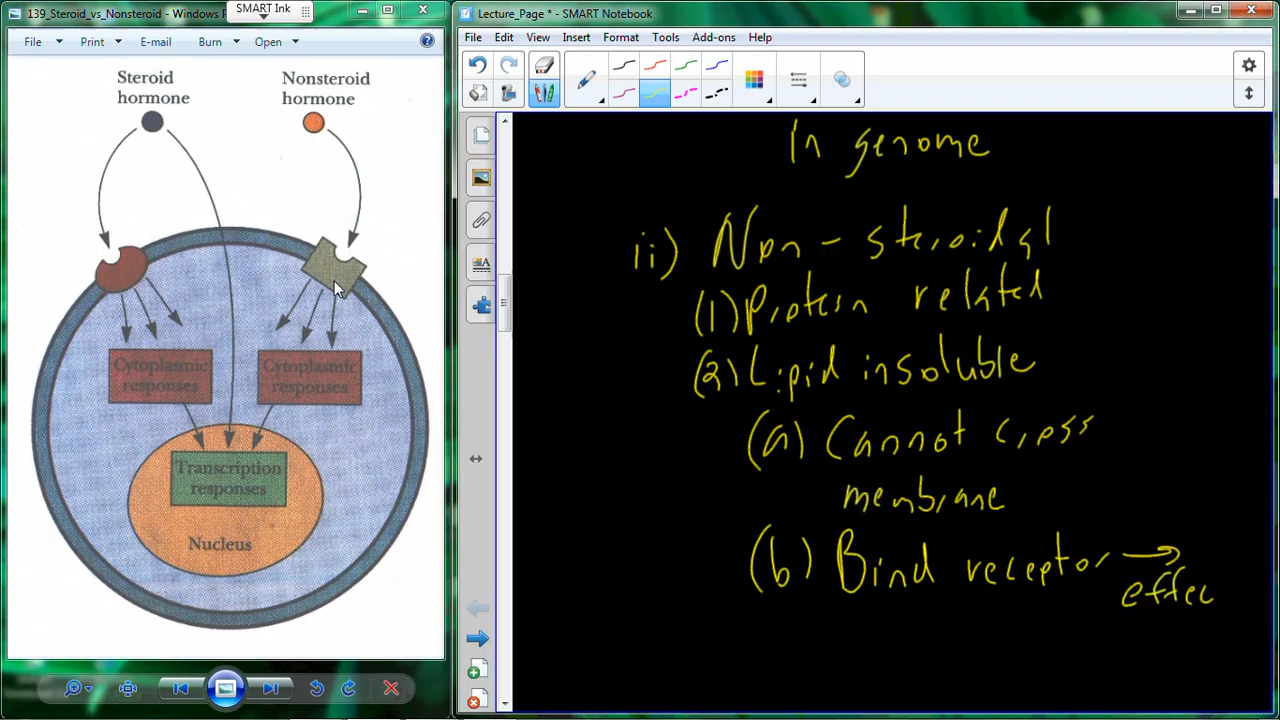 139_Steroid_vs_Nonsteroid - Windows P
SMART Ink
File Print E-mail Burn Open
Steroid
hormone
Nonsteroid
hormone
Cytoplasmic
responses
Cytoplasmic
responses
Transcription
responses
Nucleus
Lecture_Page * - SMART Notebook
File Edit View Insert Format Tools Add-ons Help
In genome
ii) Non-steroidal
(1) Protein related
(2) Lipid insoluble
(a) Cannot cross
membrane
(b) Bind receptor →
effec